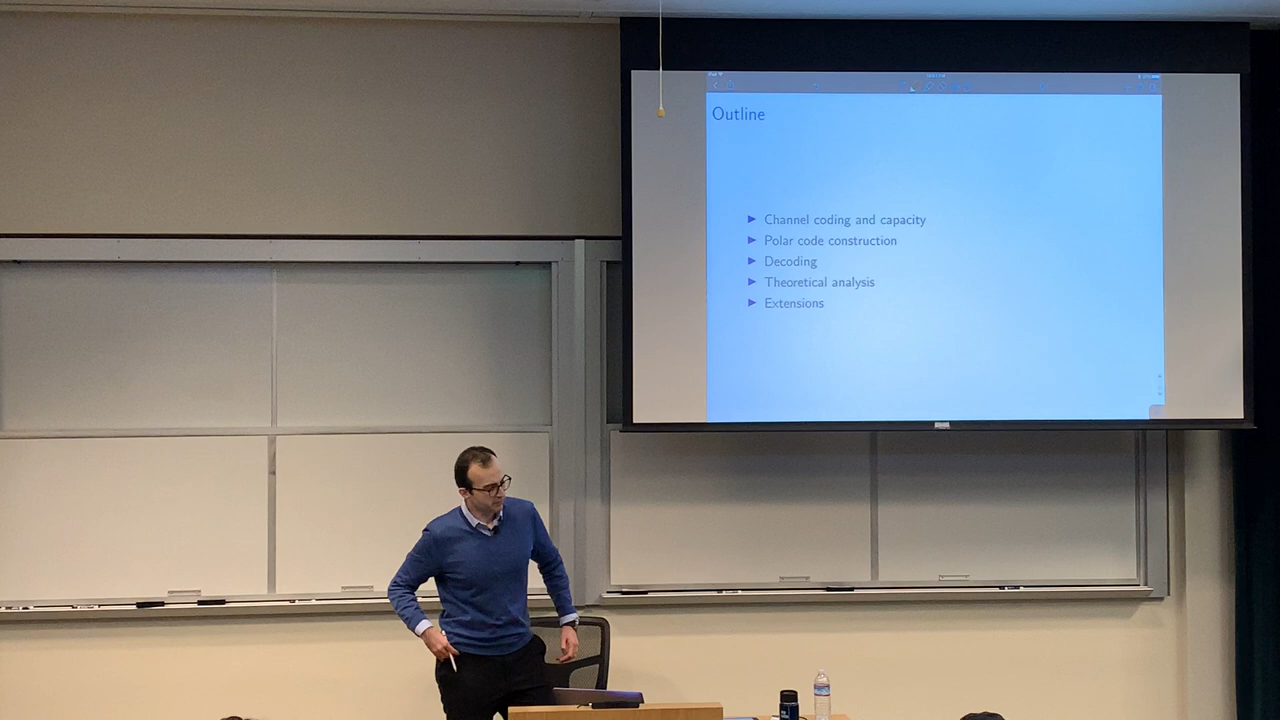 Outline
Channel coding and capacity
Polar code construction
Decoding
Theoretical analysis
Extensions